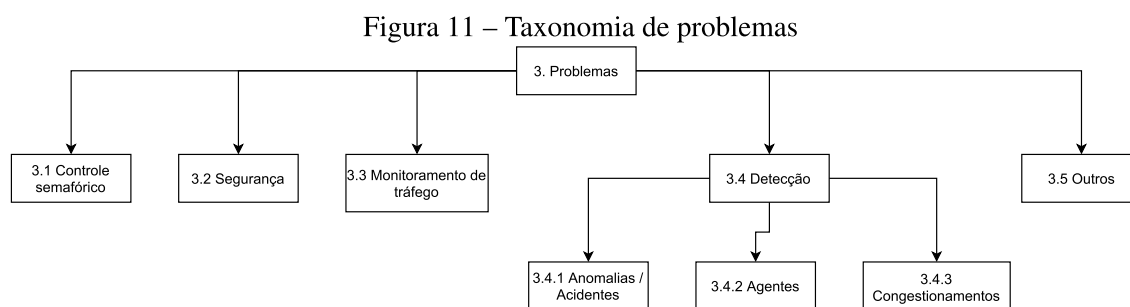 Figura 11 – Taxonomia de problemas
3. Problemas
3.1 Controle
semafórico
3.2 Segurança
3.3 Monitoramento de
tráfego
3.4 Detecção
3.5 Outros
3.4.1 Anomalias /
Acidentes
3.4.2 Agentes
3.4.3
Congestionamentos